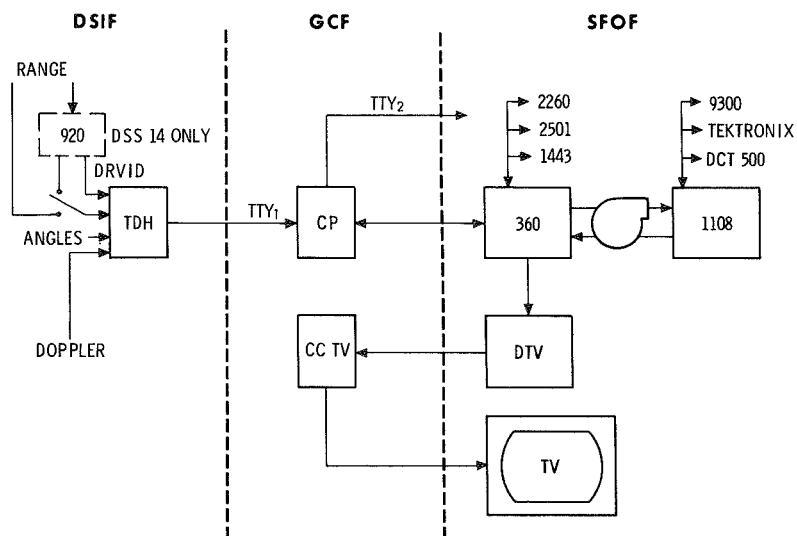 DSIF
GCF
SFOF
RANGE
920
DSS 14 ONLY
DRVID
TDH
ANGLES
DOPPLER
TTY1
TTY2
CP
CC TV
2260
2501
1443
9300
TEKTRONIX
DCT 500
360
1108
DTV
TV